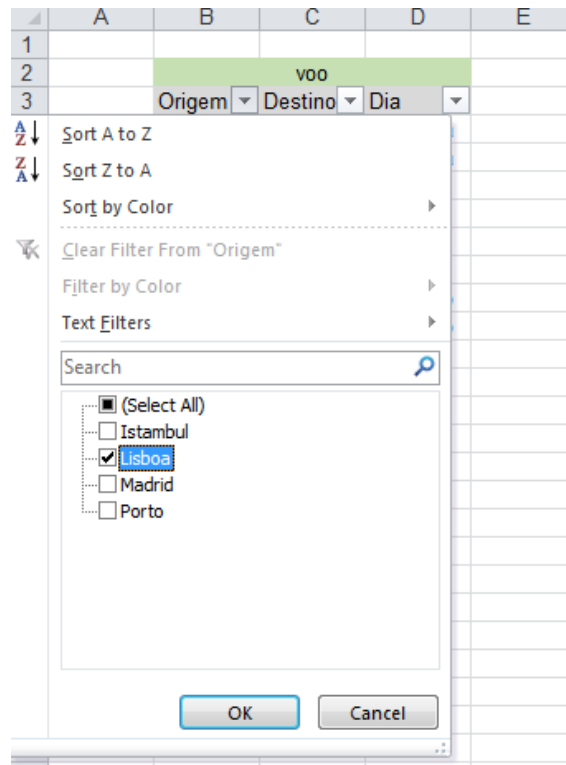 A B C D E
1
2 voo
3 Origem Destino Dia
Sort A to Z
Sort Z to A
Sort by Color
Clear Filter From "Origem"
Filter by Color
Text Filters
Search
(Select All)
Istambul
Lisboa
Madrid
Porto
OK Cancel